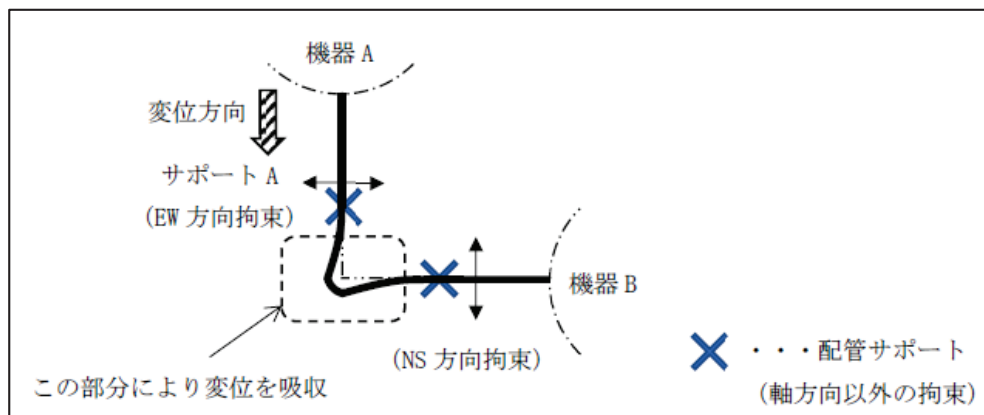 機器 A
変位方向
サポート A
(EW 方向拘束)
機器 B
(NS 方向拘束)
・・・配管サポート
(軸方向以外の拘束)
この部分により変位を吸収